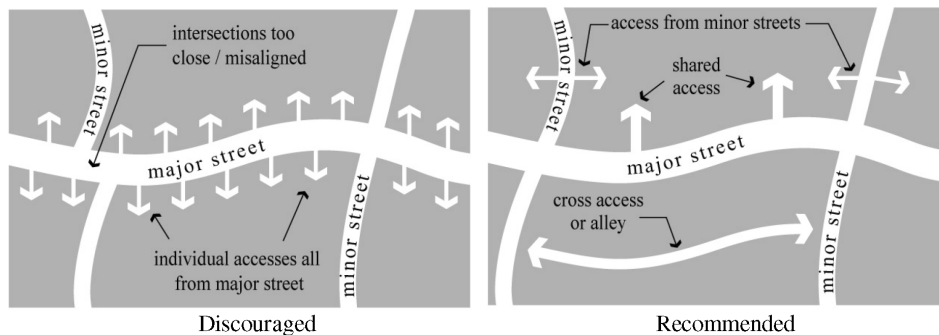 minor street
intersections too
close / misaligned
major street
individual accesses all
from major street
minor street
Discouraged
minor street
access from minor streets
shared
access
major street
cross access
or alley
minor street
Recommended